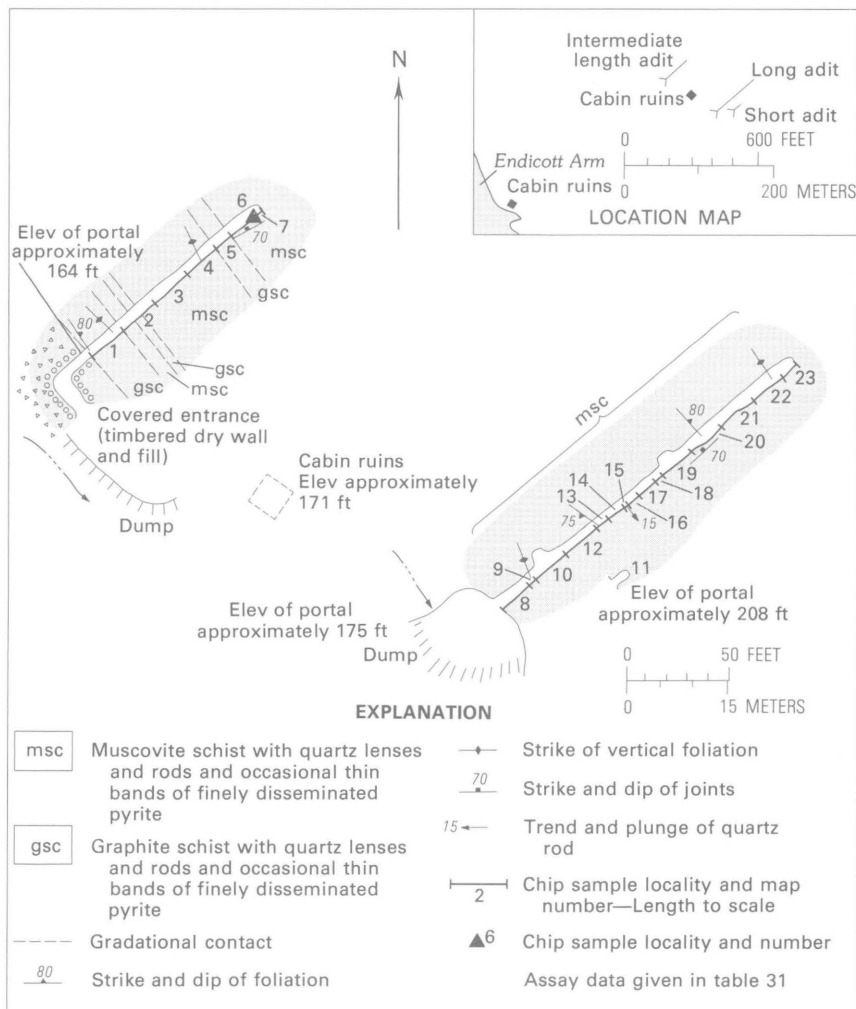 N
Intermediate
length adit
Long adit
Cabin ruins
Short adit
0 600 FEET
Endicott Arm
Cabin ruins
0 200 METERS
LOCATION MAP
Elev of portal
approximately
164 ft
6
7
70
msc
5
4
gsc
3
msc
2
80
1
gsc
msc
gsc
Covered entrance
(timbered dry wall
and fill)
Dump
Cabin ruins
Elev approximately
171 ft
msc
23
22
21
80
20
70
19
18
17
15
16
15
14
13
75
12
11
10
9
8
Elev of portal
approximately 208 ft
Elev of portal
approximately 175 ft
Dump
0 50 FEET
0 15 METERS
EXPLANATION
msc Muscovite schist with quartz lenses
and rods and occasional thin
bands of finely disseminated
pyrite
gsc Graphite schist with quartz lenses
and rods and occasional thin
bands of finely disseminated
pyrite
Gradational contact
80 Strike and dip of foliation
Strike of vertical foliation
70 Strike and dip of joints
15 Trend and plunge of quartz
rod
2 Chip sample locality and map
number—Length to scale
6 Chip sample locality and number
Assay data given in table 31